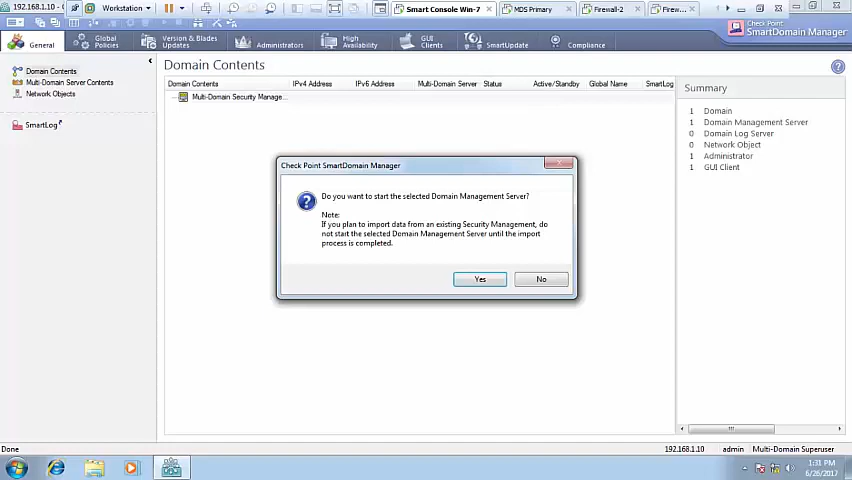 192.168.1.10
Workstation
Smart Console Win-7
MDS Primary
Firewall-2
Firew...
Check Point
SmartDomain Manager
General
Global
Policies
Version & Blades
Updates
Administrators
High
Availability
GUI
Clients
SmartUpdate
Compliance
Domain Contents
Multi-Domain Server Contents
Network Objects
SmartLog
Domain Contents
Domain Contents IPv4 Address IPv6 Address Multi-Domain Server Status Active/Standby Global Name SmartLog
Multi-Domain Security Manage...
Summary
1 Domain
1 Domain Management Server
0 Domain Log Server
0 Network Object
1 Administrator
1 GUI Client
Check Point SmartDomain Manager
Do you want to start the selected Domain Management Server?
Note:
If you plan to import data from an existing Security Management, do
not start the selected Domain Management Server until the import
process is completed.
Yes
No
Done
192.168.1.10 admin Multi-Domain Superuser
1:31 PM
6/26/2017